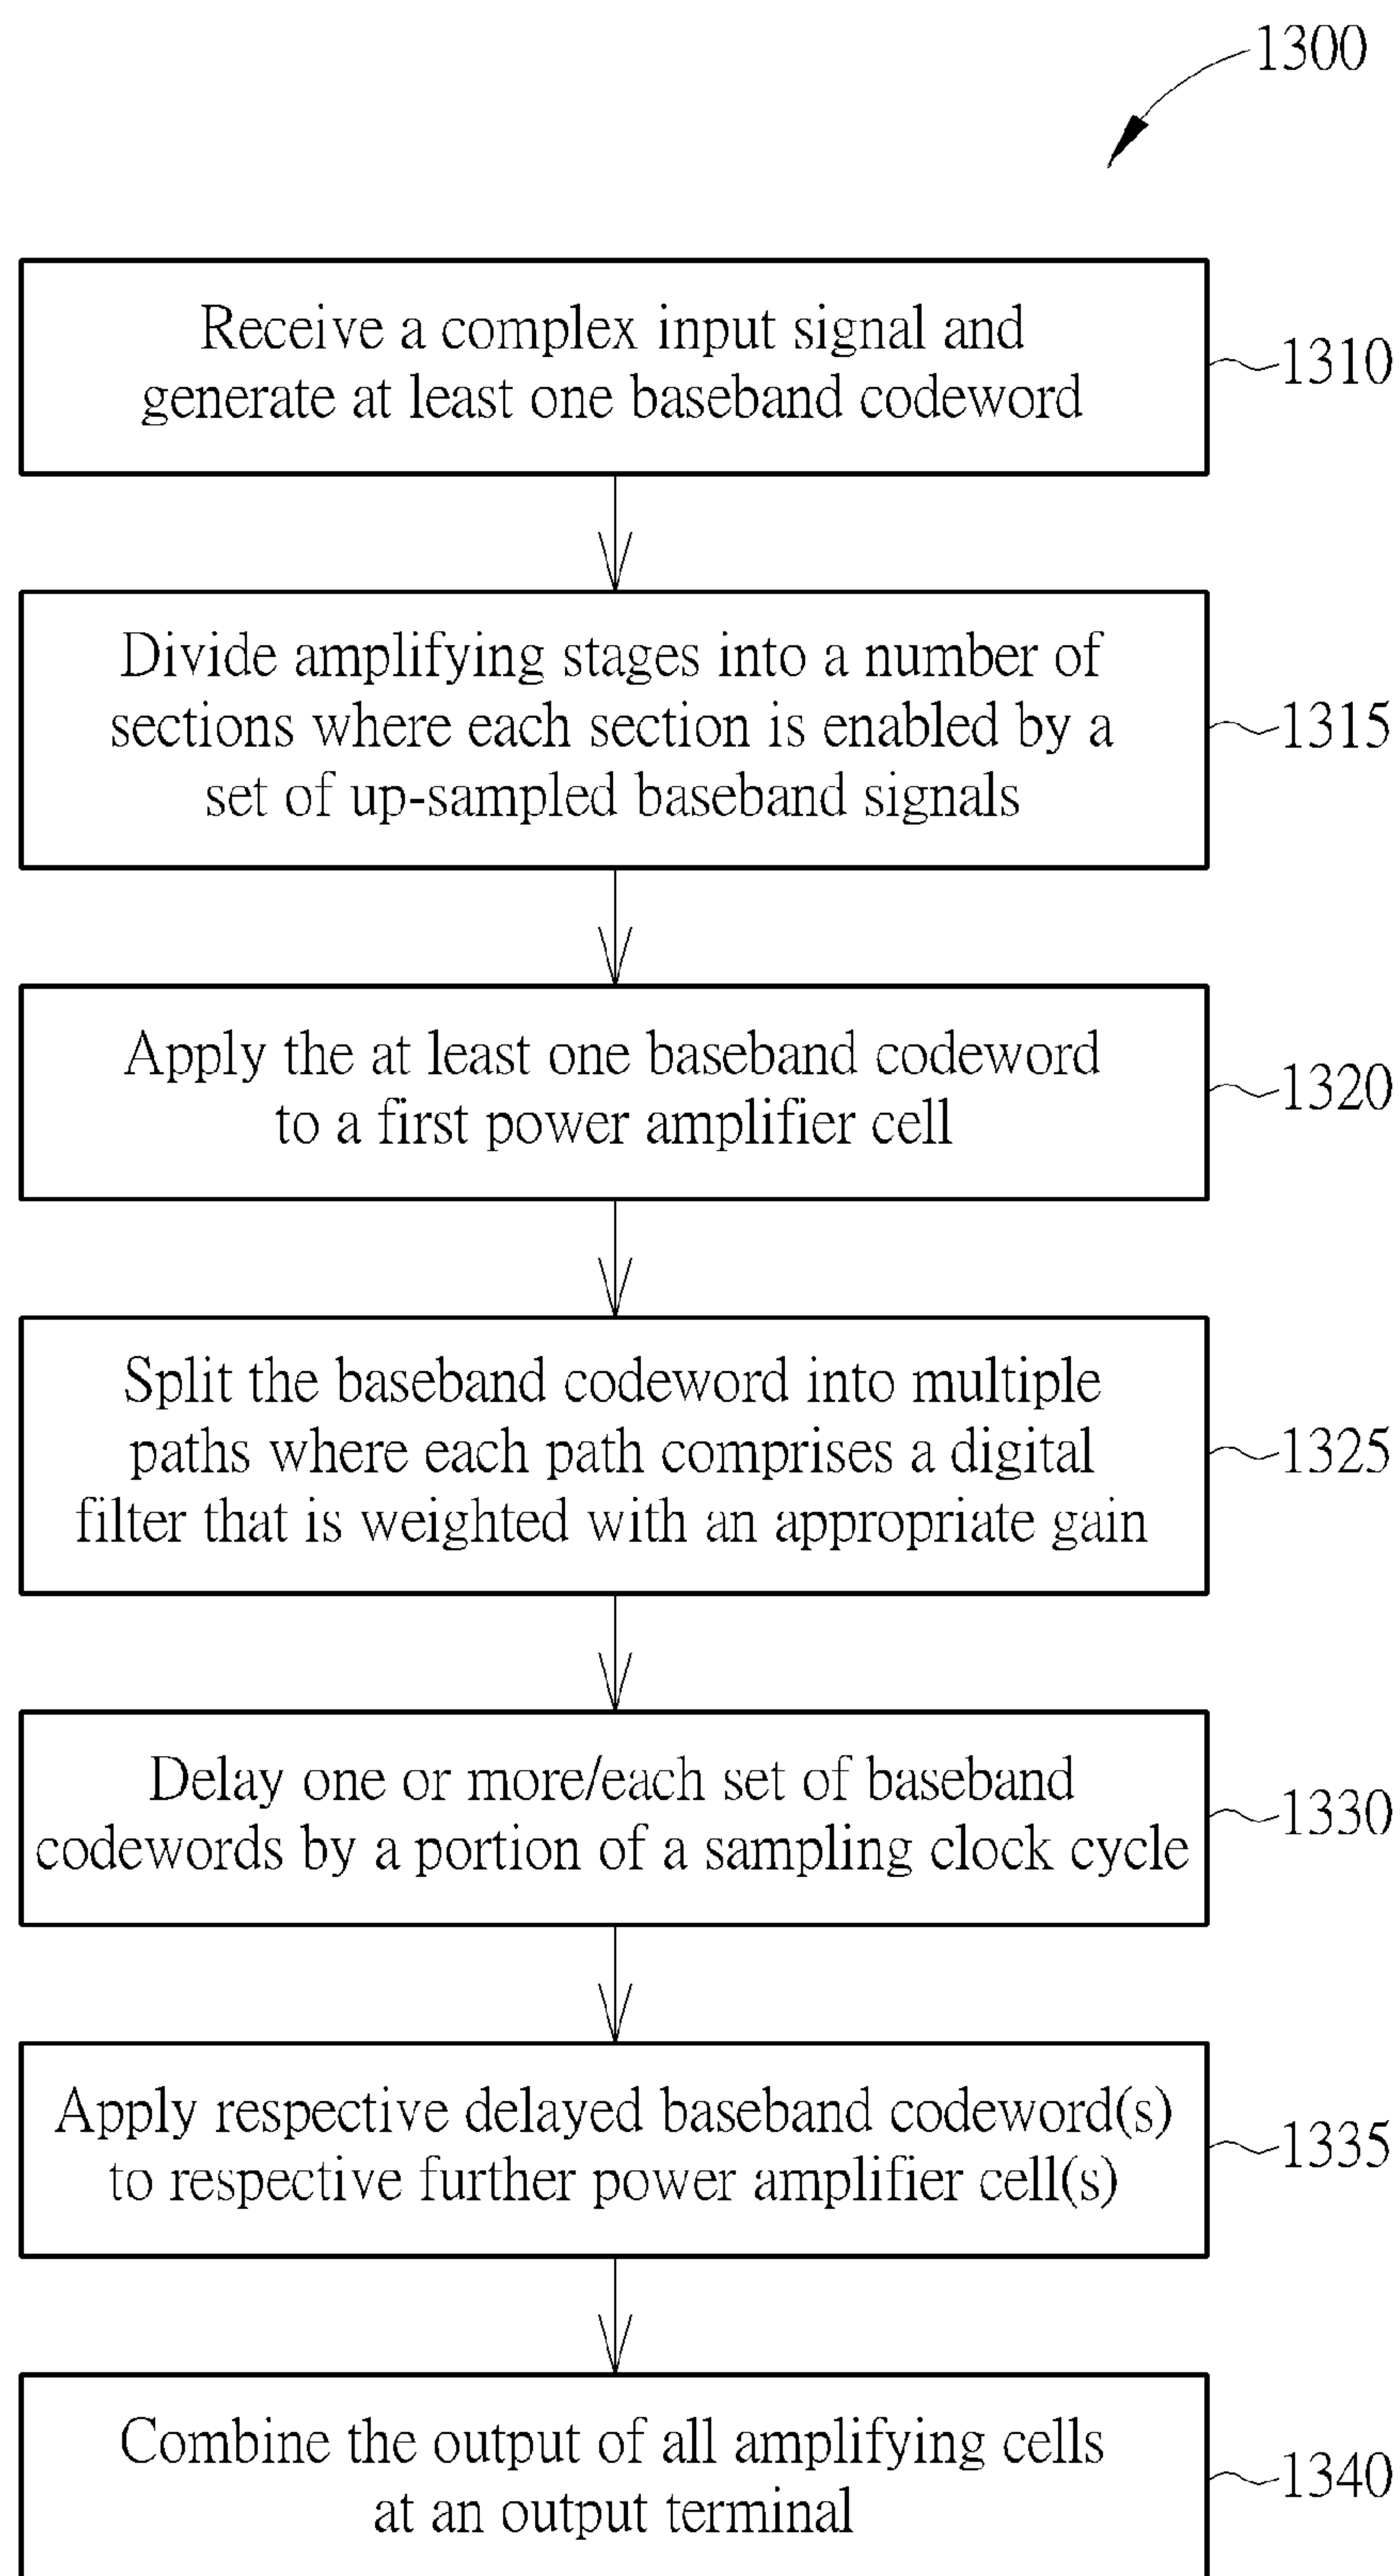 1300
Receive a complex input signal and
generate at least one baseband codeword
1310
Divide amplifying stages into a number of
sections where each section is enabled by a
set of up-sampled baseband signals
1315
Apply the at least one baseband codeword
to a first power amplifier cell
1320
Split the baseband codeword into multiple
paths where each path comprises a digital
filter that is weighted with an appropriate gain
1325
Delay one or more/each set of baseband
codewords by a portion of a sampling clock cycle
1330
Apply respective delayed baseband codeword(s)
to respective further power amplifier cell(s)
1335
Combine the output of all amplifying cells
at an output terminal
1340